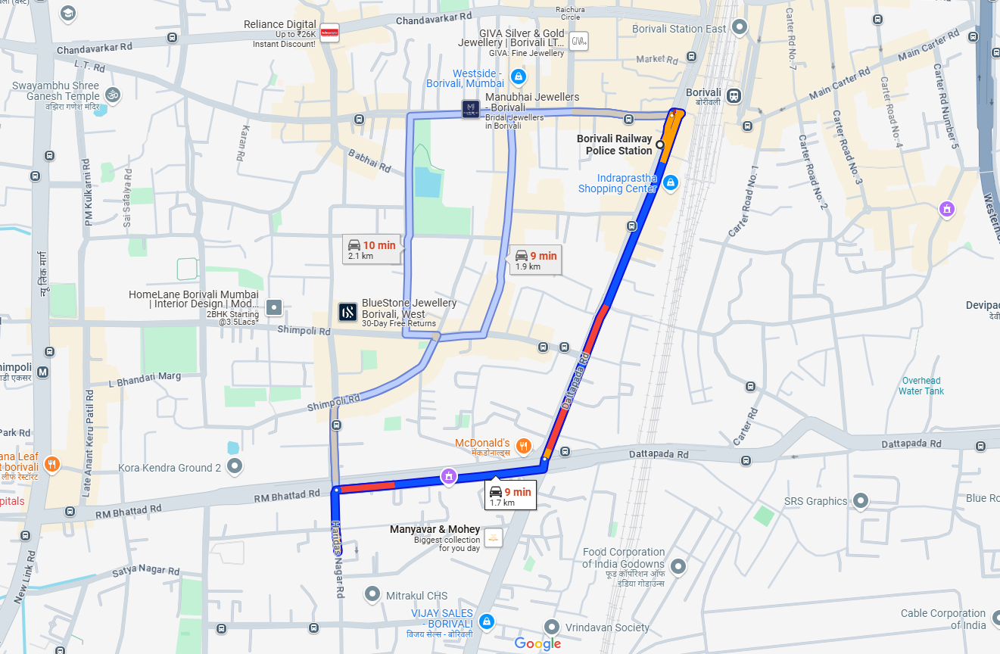 ली (वेस्ट)
Chandavarkar Rd
Raichura
Circle
Reliance Digital
Up to ₹26K
Instant Discount!
GIVA Silver & Gold
Jewellery | Borivali LT...
GIVA: Fine Jewellery
GIVA
Borivali Station East
Carter Rd No. 7
Main Carter Rd
Chandavarkar Rd
L.T. Rd
Market Rd
Westside -
Borivali, Mumbai
Swayambhu Shree
Ganesh Temple
वझिरा गणेश मंदिर
Manubhai Jewellers
- Borivali
Bridal Jewellers
in Borivali
Borivali
बोरीवली
Main Carter Rd
Carter Road No. 4
Carter Rd Number 5
Carter Road No. 3
Carter Road No. 2
Carter Road No. 1
Karan Rd
Babhai Rd
PM Kulkarni Rd
Sai Safalya Rd
Borivali Railway
Police Station
Indraprastha
Shopping Center
10 min
2.1 km
9 min
1.9 km
न्यू लिंक मार्ग
HomeLane Borivali Mumbai
| Interior Design | Mod...
2BHK Starting
@3.5Lacs*
BlueStone Jewellery
Borivali, West
30-Day Free Returns
Shimpoli Rd
L Bhandati Marg
M
Shimpoli Rd
Dattapada Rd
Overhead
Water Tank
Late Anant Keru Patil Rd
Park Rd
Carter Rd
McDonald's
मॅकडोनाल्ड्स
Dattapada Rd
Dattapada Rd
Kora Kendra Ground 2
RM Bhattad Rd
RM Bhattad Rd
9 min
1.7 km
SRS Graphics
Haridas Nagar Rd
Manyavar & Mohey
Biggest collection
for you day
Food Corporation
of India Godowns
फूड कॉर्पोरेशन ऑफ
इंडिया गोडाउन्स
Satya Nagar Rd
New Link Rd
Mitrakul CHS
VIJAY SALES
- BORIVALI
विजय सेल्स - बोरिवली
Vrindavan Society
Cable Corporation
of India
Google